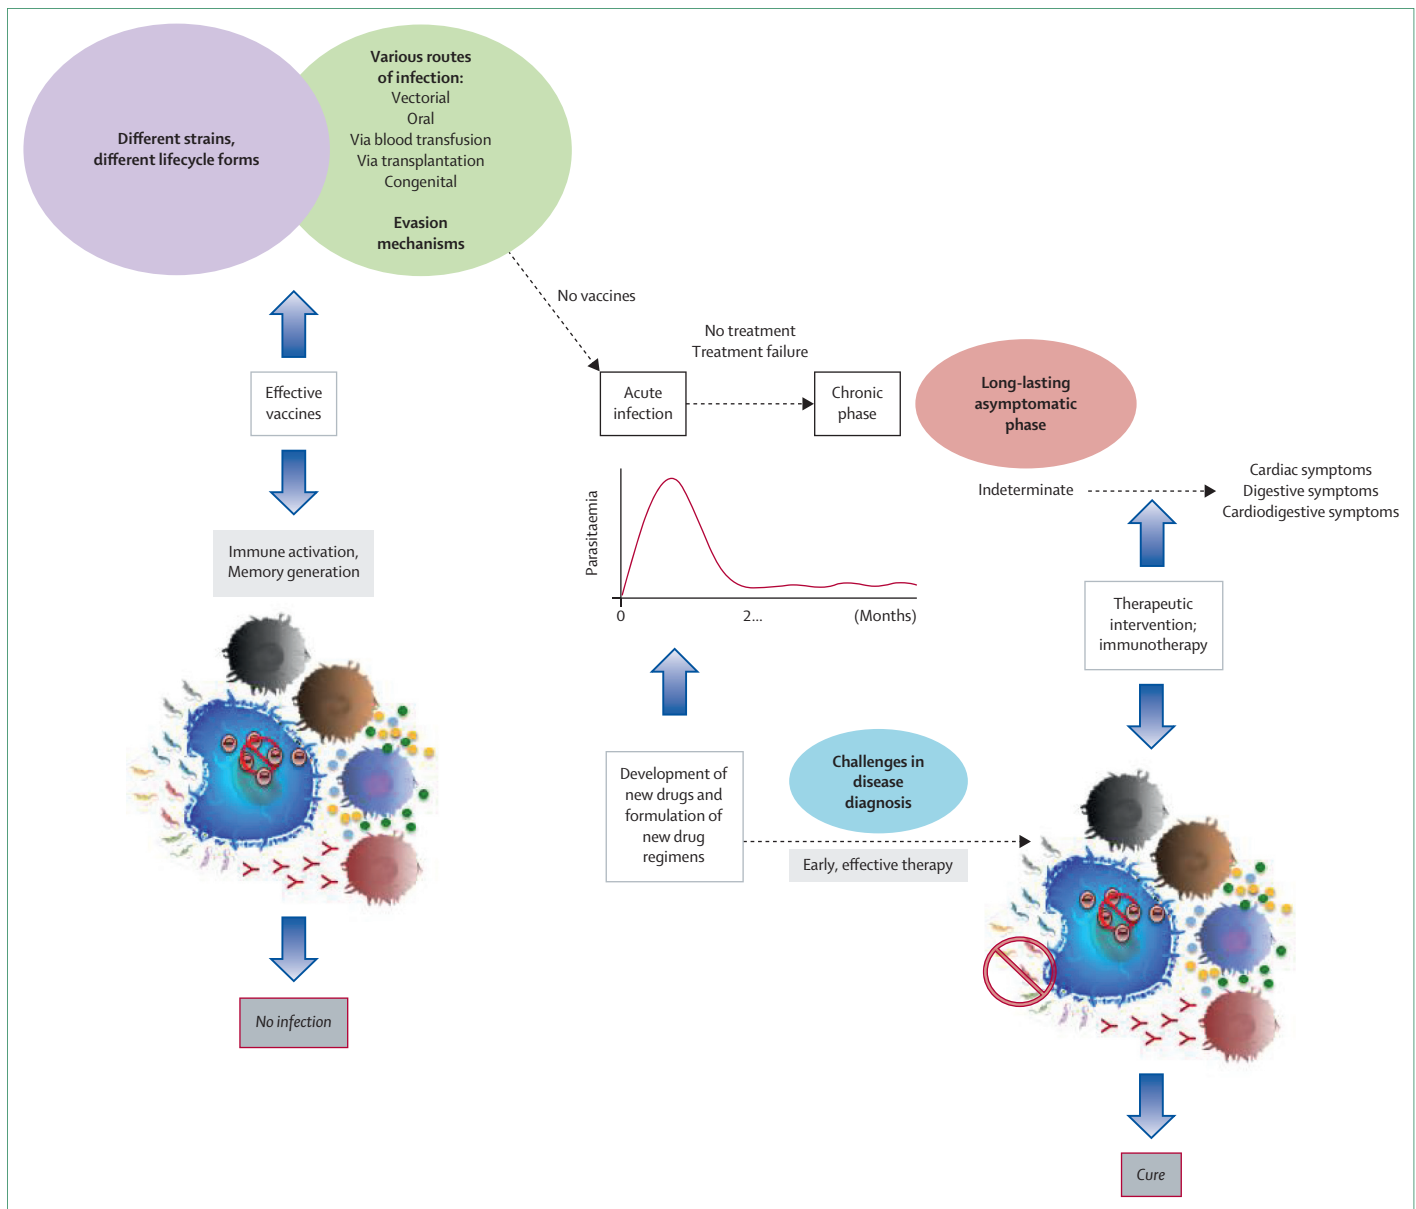 Different strains,
different lifecycle forms
Various routes
of infection:
Vectorial
Oral
Via blood transfusion
Via transplantation
Congenital
Evasion
mechanisms
No vaccines
No treatment
Treatment failure
Effective
vaccines
Acute
infection
Chronic
phase
Long-lasting
asymptomatic
phase
Indeterminate
Cardiac symptoms
Digestive symptoms
Cardiodigestive symptoms
Immune activation,
Memory generation
Parasitaemia
0
2...
(Months)
Therapeutic
intervention;
immunotherapy
Development of
new drugs and
formulation of
new drug
regimens
Challenges in
disease
diagnosis
Early, effective therapy
No infection
Cure